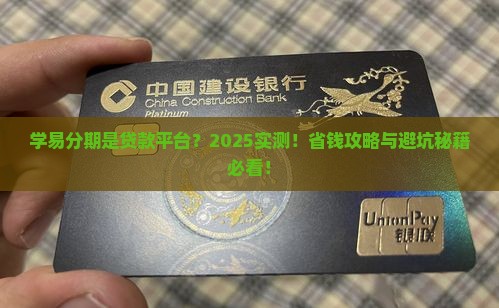 中国建设银行
China Construction Bank
Platinum
学易分期是贷款平台？2025实测！省钱攻略与避坑秘籍
必看！
UnionPay
银联